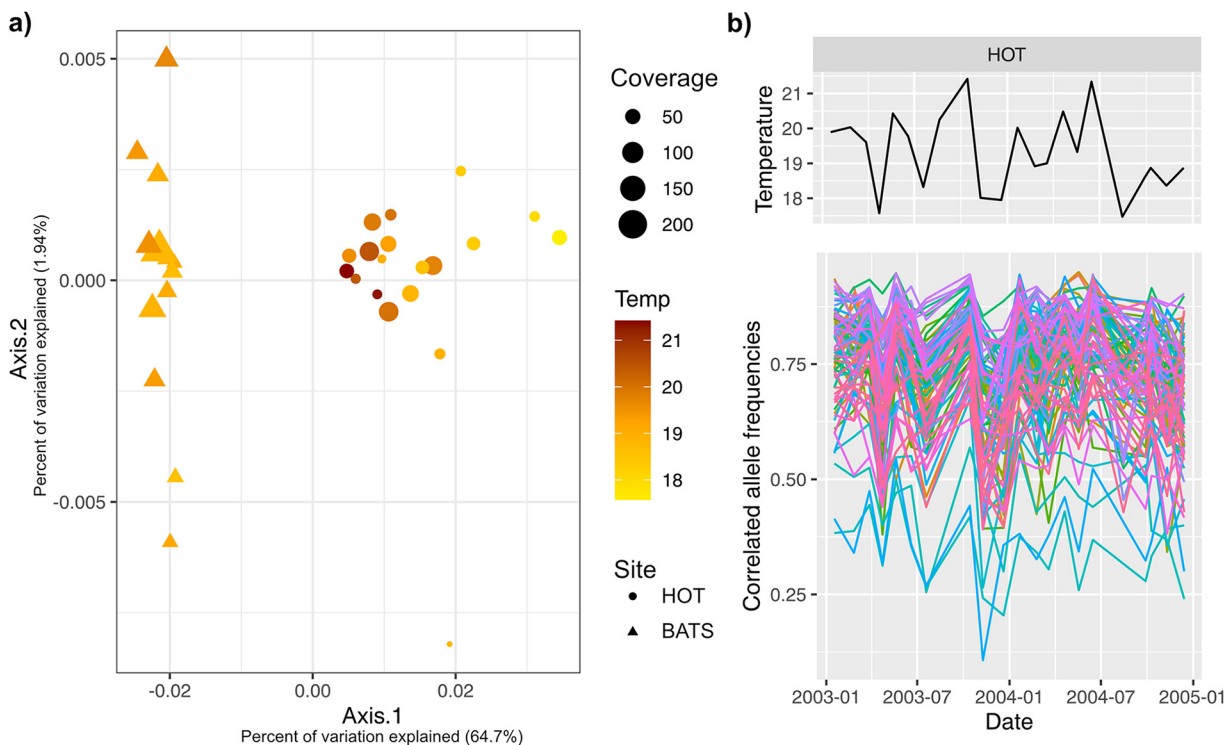 a)
0.005
0.000
-0.005
Axis.2
Percent of variation explained (1.94%)
-0.02
0.00
0.02
Axis.1
Percent of variation explained (64.7%)
Coverage
50
100
150
200
Temp
21
20
19
18
Site
HOT
BATS
b)
HOT
Temperature
21
20
19
18
Correlated allele frequencies
0.75
0.50
0.25
2003-01
2003-07
2004-01
2004-07
2005-01
Date